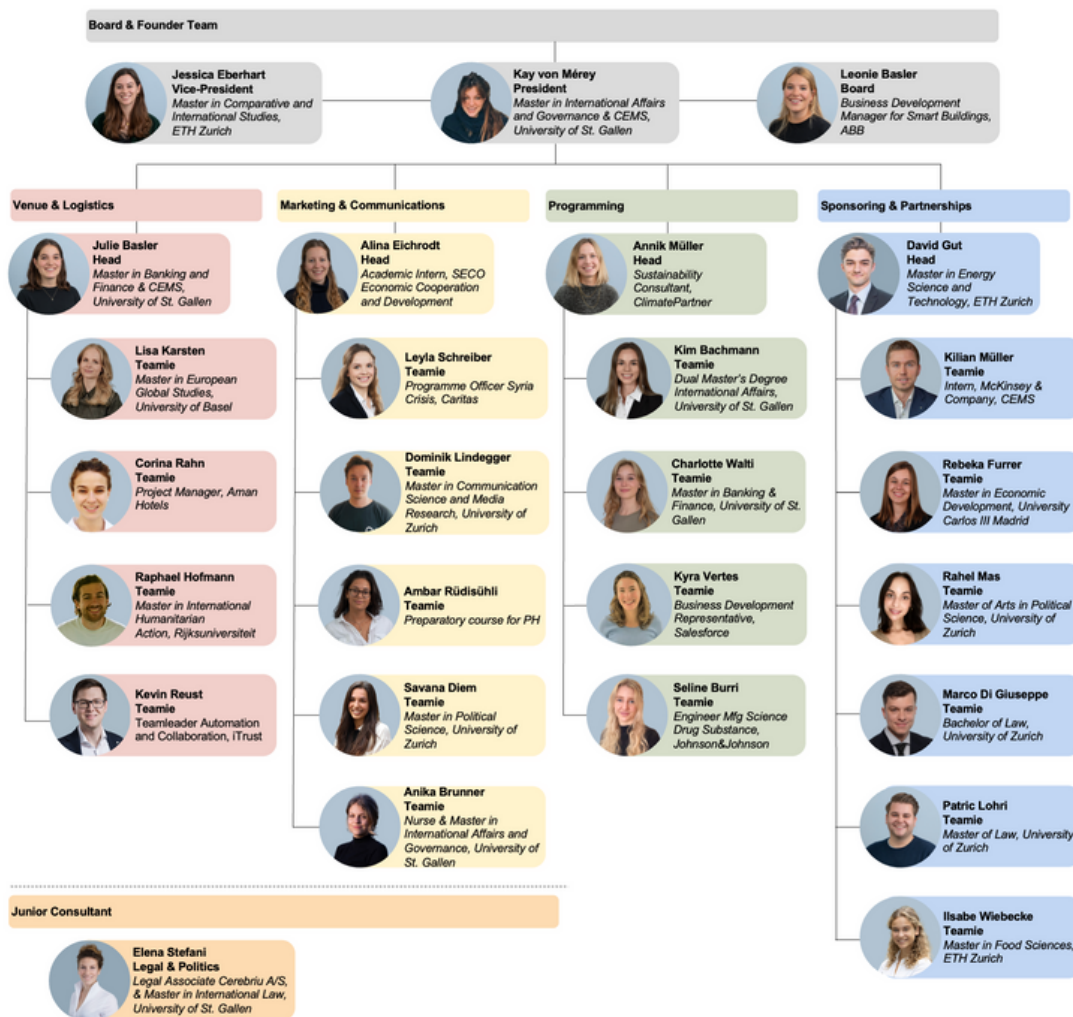 Board & Founder Team
Jessica Eberhart
Vice-President
Master in Comparative and
International Studies,
ETH Zurich
Kay von Mérey
President
Master in International Affairs
and Governance & CEMS,
University of St. Gallen
Leonie Basler
Board
Business Development
Manager for Smart Buildings,
ABB
Venue & Logistics
Julie Basler
Head
Master in Banking and
Finance & CEMS,
University of St. Gallen
Lisa Karsten
Teamie
Master in European
Global Studies,
University of Basel
Corina Rahn
Teamie
Project Manager, Aman
Hotels
Raphael Hofmann
Teamie
Master in International
Humanitarian
Action, Rijksuniversiteit
Kevin Reust
Teamie
Teamleader Automation
and Collaboration, iTrust
Marketing & Communications
Alina Eichrodt
Head
Academic Intern, SECO
Economic Cooperation
and Development
Leyla Schreiber
Teamie
Programme Officer Syria
Crisis, Caritas
Dominik Lindegger
Teamie
Master in Communication
Science and Media
Research, University of
Zurich
Ambar Rüdisühli
Teamie
Preparatory course for PH
Savana Diem
Teamie
Master in Political
Science, University of
Zurich
Anika Brunner
Teamie
Nurse & Master in
International Affairs and
Governance, University of
St. Gallen
Programming
Annik Müller
Head
Sustainability
Consultant,
ClimatePartner
Kim Bachmann
Teamie
Dual Master's Degree
International Affairs,
University of St. Gallen
Charlotte Walti
Teamie
Master in Banking &
Finance, University of St.
Gallen
Kyra Vertes
Teamie
Business Development
Representative,
Salesforce
Seline Burri
Teamie
Engineer Mfg Science
Drug Substance,
Johnson&Johnson
Sponsoring & Partnerships
David Gut
Head
Master in Energy
Science and
Technology, ETH Zurich
Kilian Müller
Teamie
Intern, McKinsey &
Company, CEMS
Rebeka Furrer
Teamie
Master in Economic
Development, University
Carlos III Madrid
Rahel Mas
Teamie
Master of Arts in Political
Science, University of
Zurich
Marco Di Giuseppe
Teamie
Bachelor of Law,
University of Zurich
Patric Lohri
Teamie
Master of Law, University
of Zurich
Ilsabe Wiebecke
Teamie
Master in Food Sciences,
ETH Zurich
Junior Consultant
Elena Stefani
Legal & Politics
Legal Associate Cerebriu A/S,
& Master in International Law,
University of St. Gallen